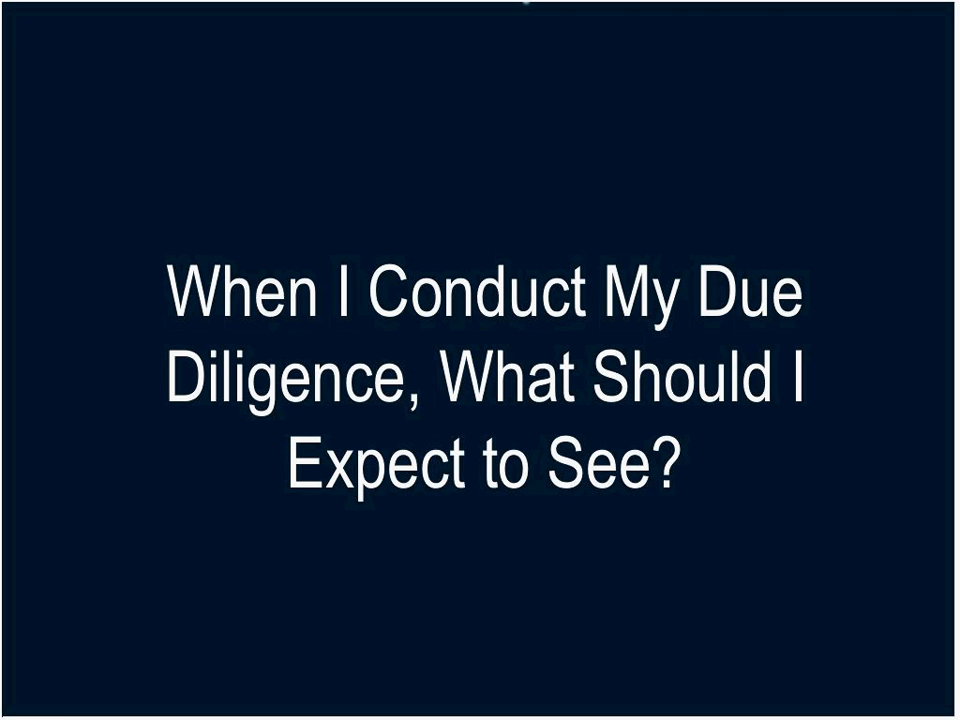 When I Conduct My Due
Diligence, What Should I
Expect to See?